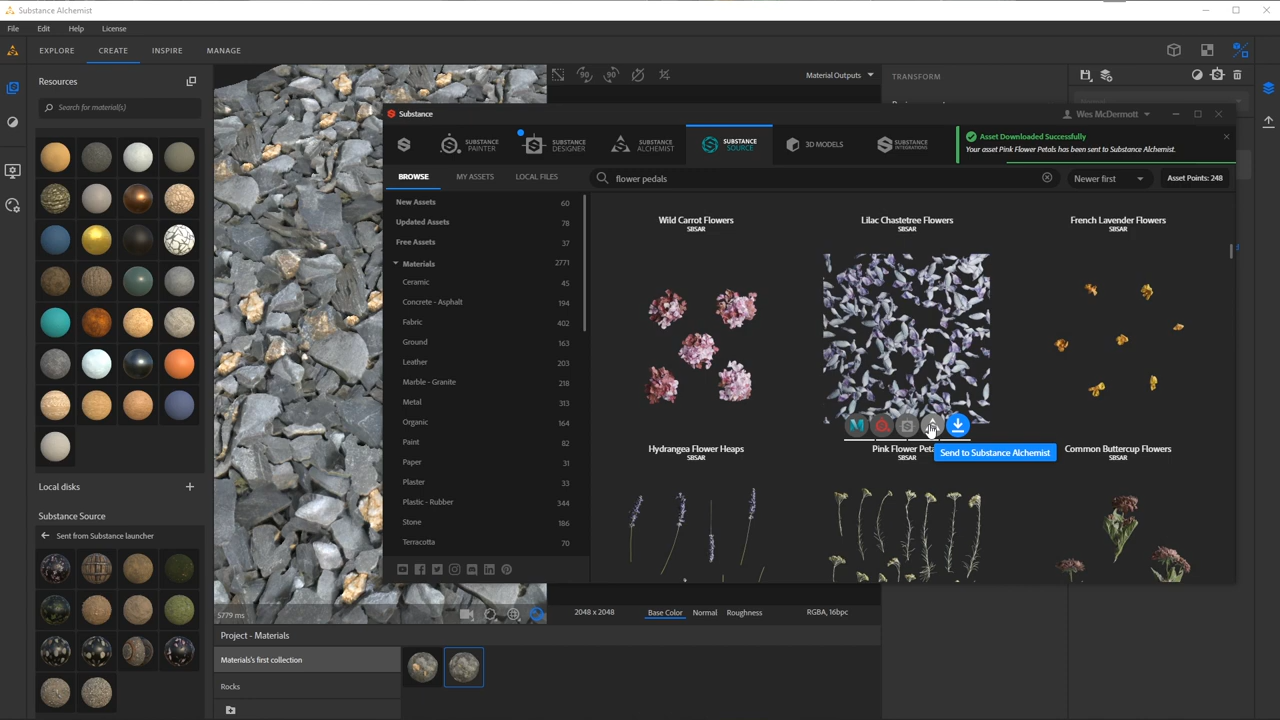 Substance Alchemist
File
Edit
Help
License
EXPLORE
CREATE
INSPIRE
MANAGE
Resources
Search for material(s)
Local disks
Substance Source
Sent from Substance launcher
90
90
Material Outputs
TRANSFORM
Substance
Wes McDermott
SUBSTANCE PAINTER
SUBSTANCE DESIGNER
SUBSTANCE ALCHEMIST
SUBSTANCE SOURCE
3D MODELS
SUBSTANCE INTEGRATIONS
Asset Downloaded Successfully
Your asset Pink Flower Petals has been sent to Substance Alchemist.
BROWSE
MY ASSETS
LOCAL FILES
flower pedals
Newer first
Asset Points: 248
New Assets 60
Updated Assets 78
Free Assets 37
Materials 2771
Ceramic 45
Concrete - Asphalt 194
Fabric 402
Ground 163
Leather 203
Marble - Granite 218
Metal 313
Organic 164
Paint 82
Paper 31
Plaster 33
Plastic - Rubber 344
Stone 186
Terracotta 70
Wild Carrot Flowers
SBSAR
Lilac Chastetree Flowers
SBSAR
French Lavender Flowers
SBSAR
Hydrangea Flower Heaps
SBSAR
Pink Flower Peta
SBSAR
Send to Substance Alchemist
Common Buttercup Flowers
SBSAR
5779 ms
2048 x 2048
Base Color
Normal
Roughness
RGBA, 16bpc
Project - Materials
Materials's first collection
Rocks